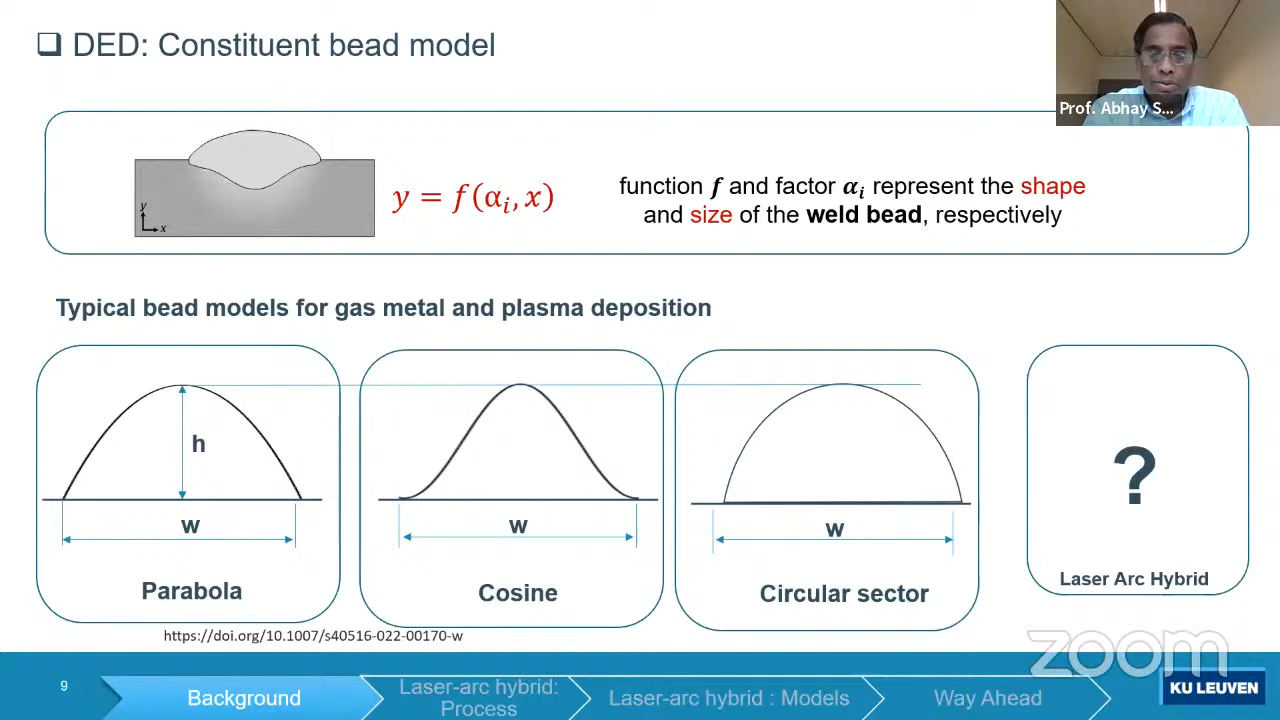 DED: Constituent bead model
Prof. Abhay S...
y
x
y = f(αᵢ, x)
function f and factor αᵢ represent the shape
and size of the weld bead, respectively
Typical bead models for gas metal and plasma deposition
h
w
Parabola
w
Cosine
w
Circular sector
?
Laser Arc Hybrid
https://doi.org/10.1007/s40516-022-00170-w
zoom
9
Background
Laser-arc hybrid:
Process
Laser-arc hybrid : Models
Way Ahead
KU LEUVEN